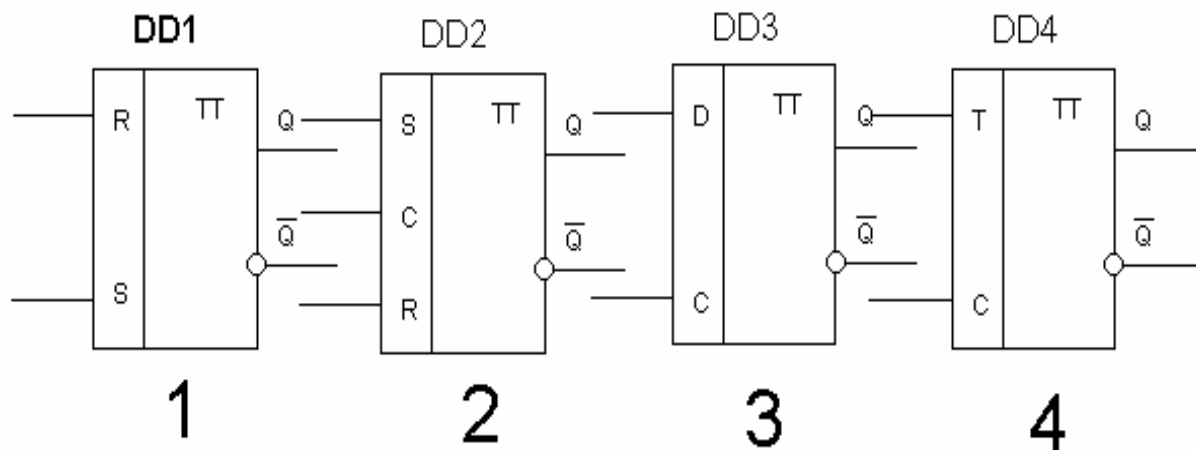 DD1 DD2 DD3 DD4
R TT Q S TT Q D TT Q T TT Q
C
Q̅ Q̅ Q̅ Q̅
S R C C
1 2 3 4